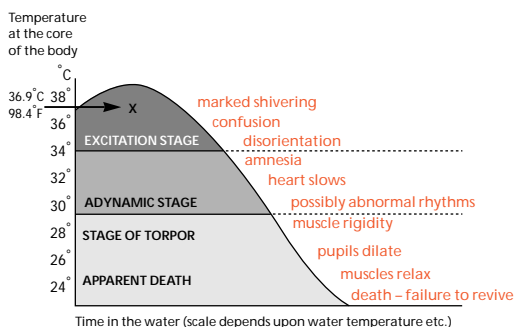 Temperature
at the core
of the body
°C
36.9°C
98.4°F
38°
X
marked shivering
36°
confusion
EXCITATION STAGE
disorientation
34°
amnesia
32°
heart slows
30°
ADYNAMIC STAGE
possibly abnormal rhythms
muscle rigidity
28°
STAGE OF TORPOR
pupils dilate
26°
muscles relax
24°
APPARENT DEATH
death – failure to revive
Time in the water (scale depends upon water temperature etc.)